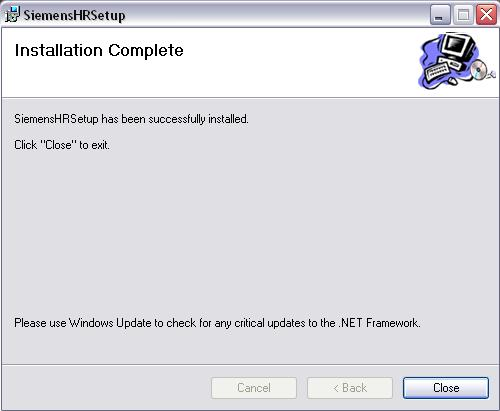 SiemensHRSetup
Installation Complete
SiemensHRSetup has been successfully installed.
Click "Close" to exit.
Please use Windows Update to check for any critical updates to the .NET Framework.
Cancel
< Back
Close